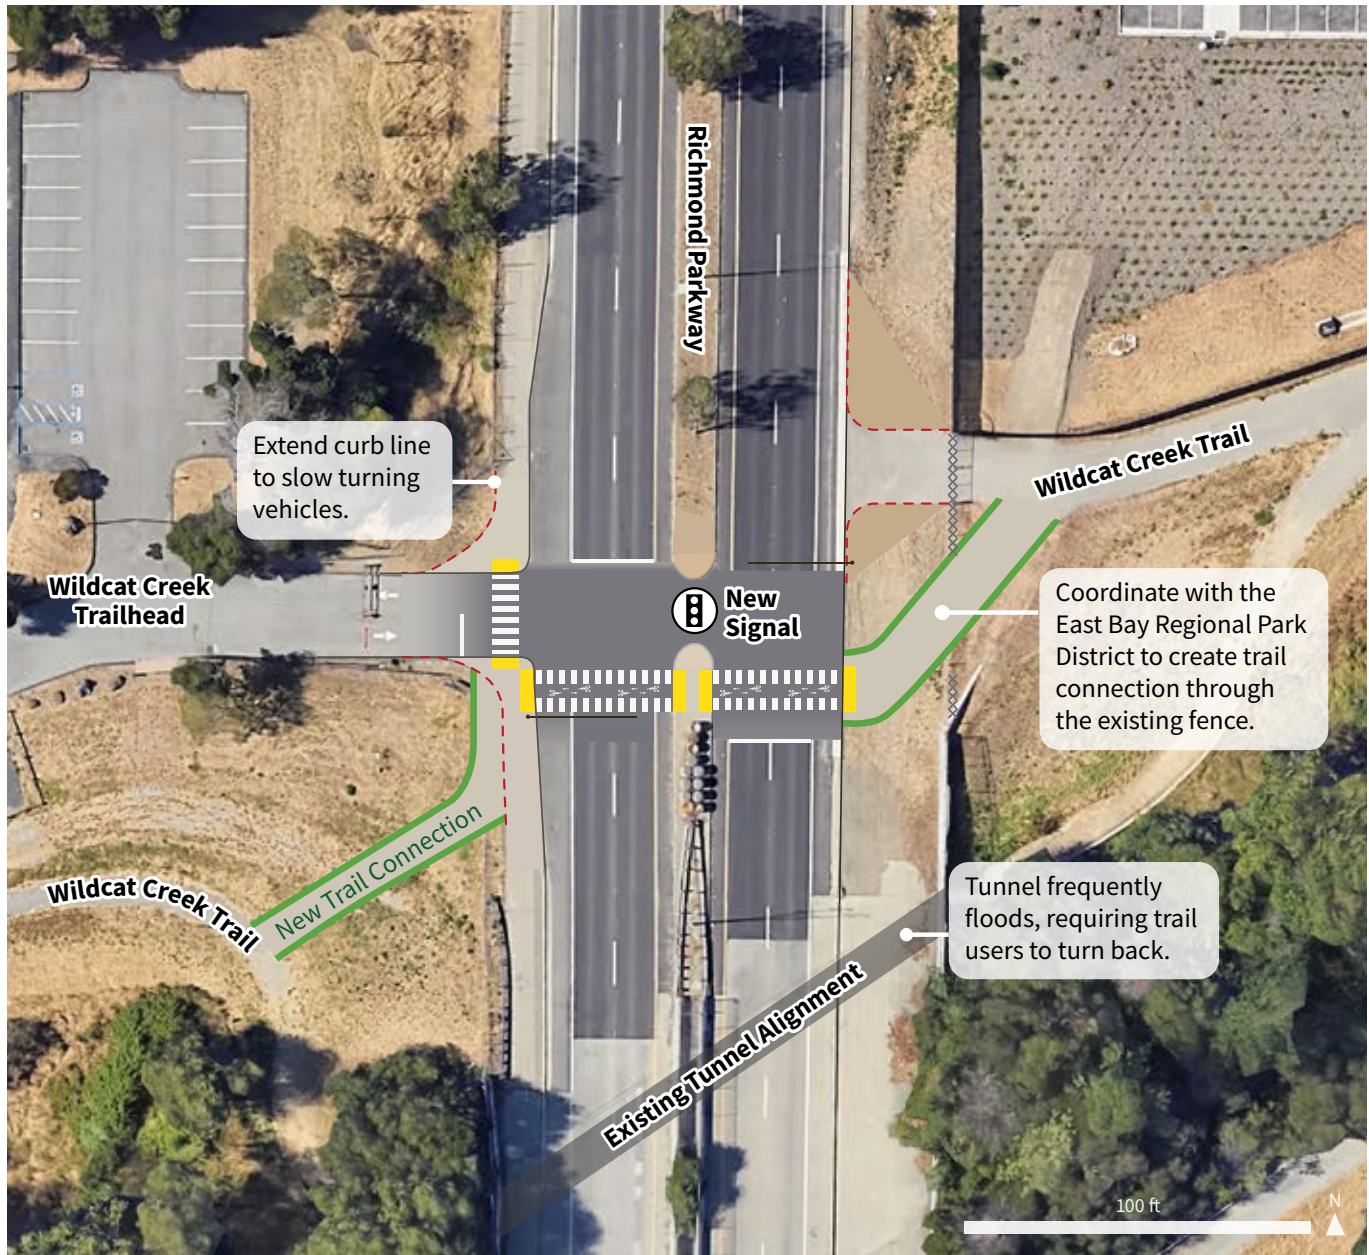 Richmond Parkway
Extend curb line
to slow turning
vehicles.
Wildcat Creek Trail
Wildcat Creek
Trailhead
New
Signal
Coordinate with the
East Bay Regional Park
District to create trail
connection through
the existing fence.
New Trail Connection
Wildcat Creek Trail
Tunnel frequently
floods, requiring trail
users to turn back.
Existing Tunnel Alignment
100 ft
N